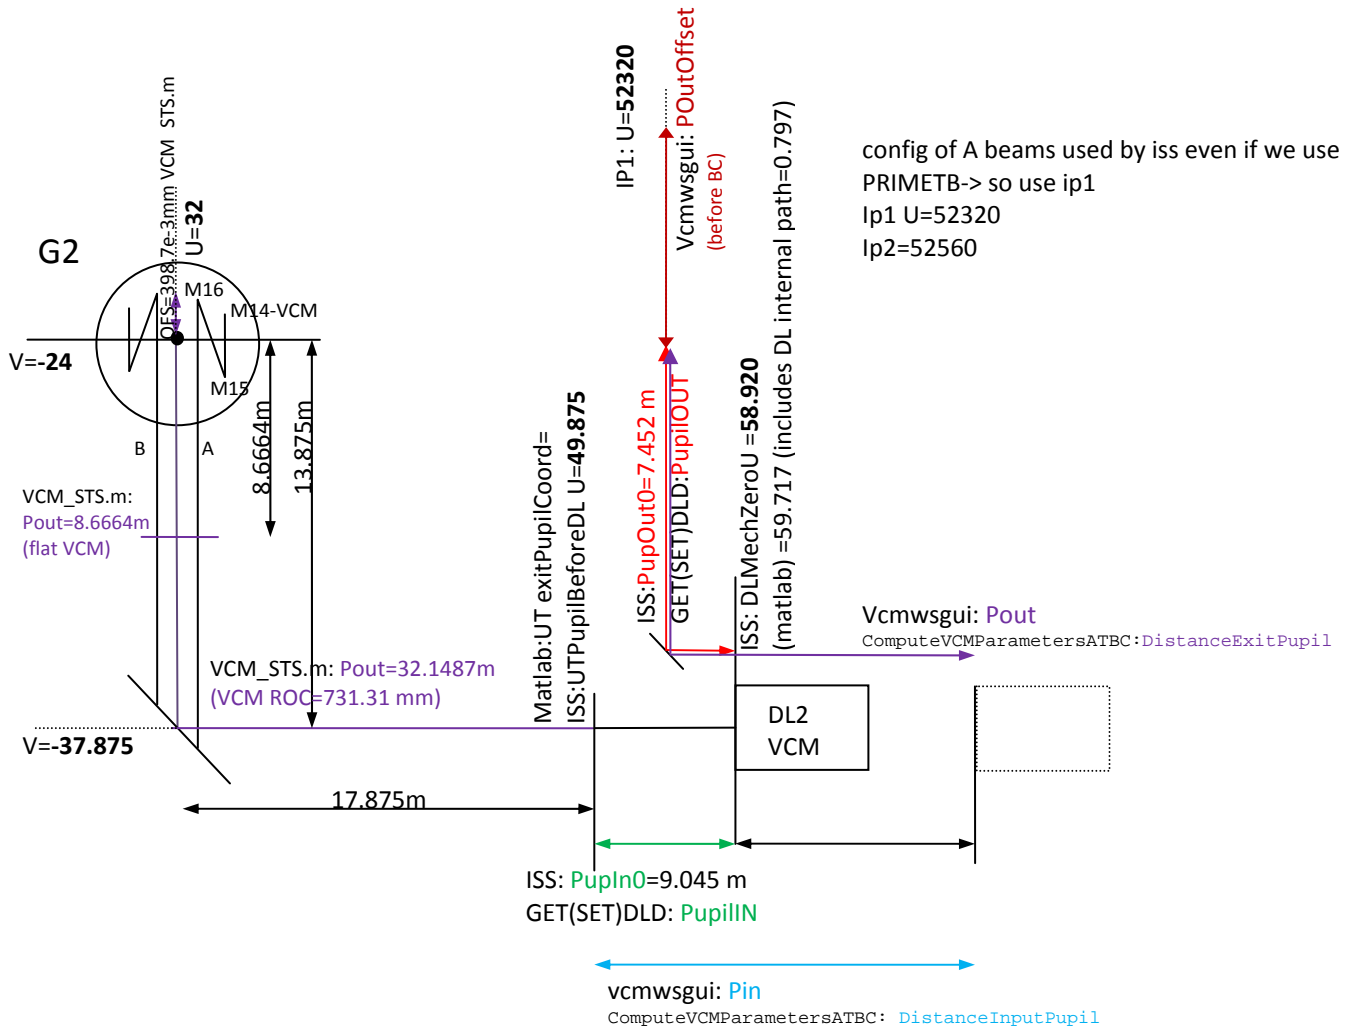 G2
OFS=398.7e-3mm VCM STS.m
U=32
M16
M14-VCM
V=-24
M15
B
A
8.6664m
13.875m
VCM_STS.m:
Pout=8.6664m
(flat VCM)
VCM_STS.m: Pout=32.1487m
(VCM ROC=731.31 mm)
V=-37.875
17.875m
Matlab:UT exitPupilCoord=
ISS:UTPupilBeforeDL U=49.875
IP1: U=52320
Vcmwsgui: POutOffset
(before BC)
ISS:PupOut0=7.452 m
GET(SET)DLD:PupilOUT
ISS: DLMechZeroU =58.920
(matlab) =59.717 (includes DL internal path=0.797)
config of A beams used by iss even if we use
PRIMETB-> so use ip1
Ip1 U=52320
Ip2=52560
Vcmwsgui: Pout
ComputeVCMParametersATBC:DistanceExitPupil
DL2
VCM
ISS: PupIn0=9.045 m
GET(SET)DLD: PupilIN
vcmwsgui: Pin
ComputeVCMParametersATBC: DistanceInputPupil